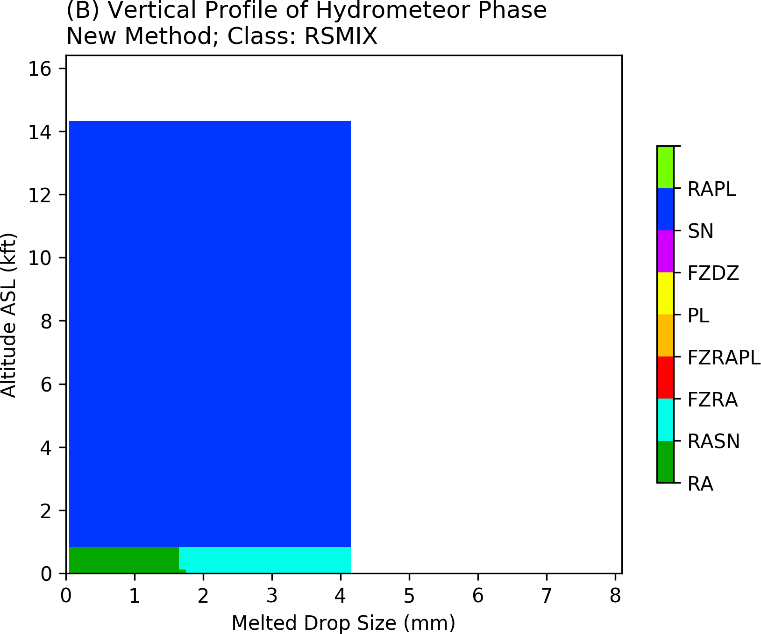 (B) Vertical Profile of Hydrometeor Phase
New Method; Class: RSMIX
16
14
12
10
8
6
4
2
0
Altitude ASL (kft)
0 1 2 3 4 5 6 7 8
Melted Drop Size (mm)
RAPL
SN
FZDZ
PL
FZRAPL
FZRA
RASN
RA